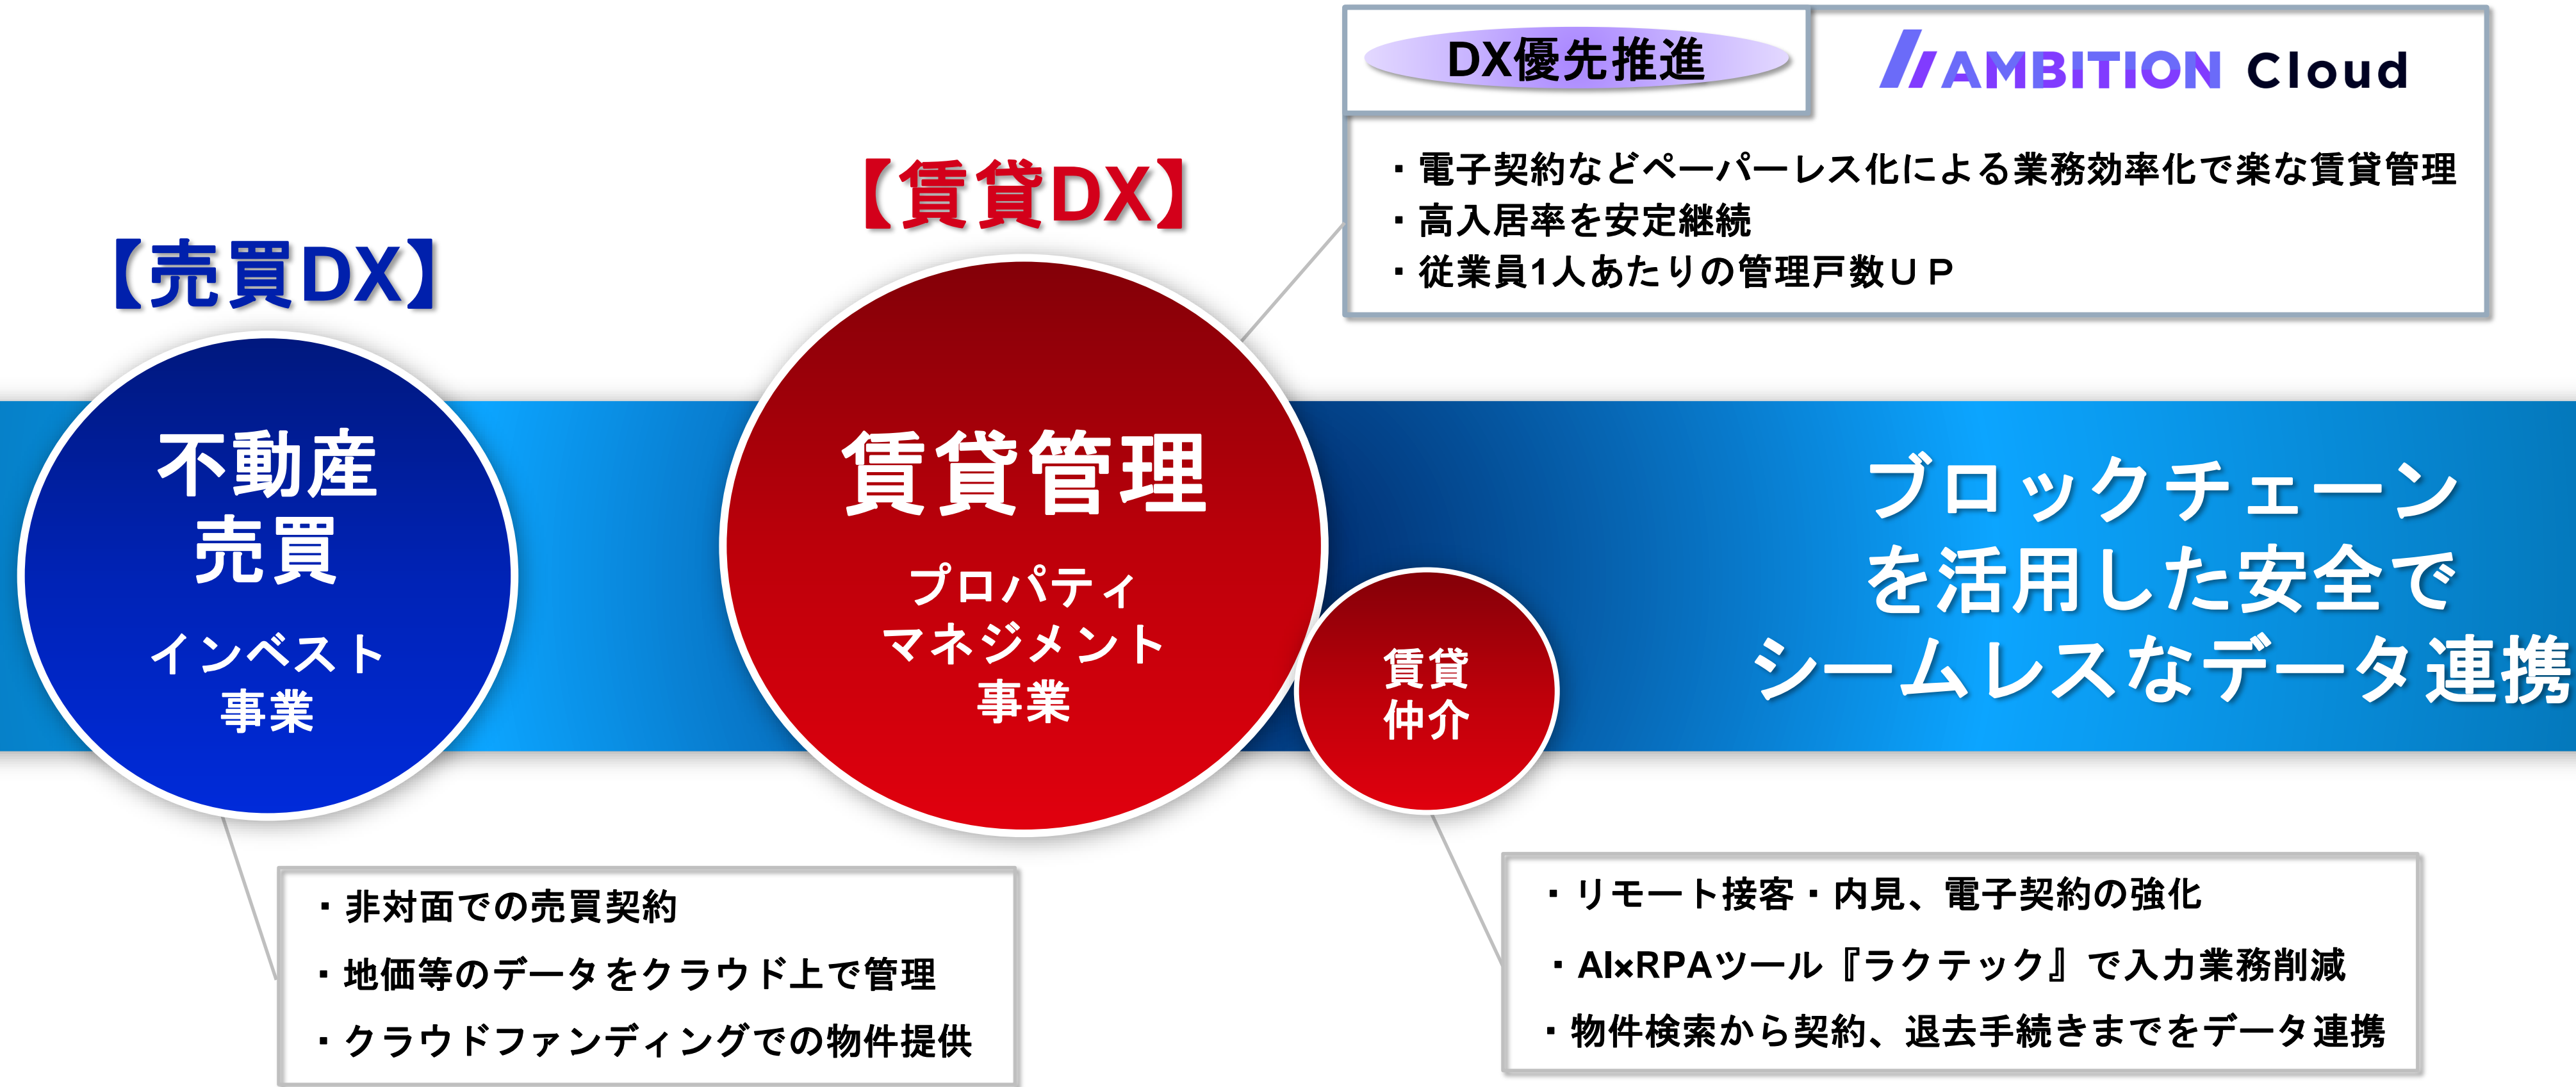 DX優先推進
AMBITION Cloud
・電子契約などペーパーレス化による業務効率化で楽な賃貸管理
・高入居率を安定継続
・従業員1人あたりの管理戸数UP
【賃貸DX】
【売買DX】
不動産
売買
インベスト
事業
賃貸管理
プロパティ
マネジメント
事業
賃貸
仲介
ブロックチェーン
を活用した安全で
シームレスなデータ連携
・非対面での売買契約
・地価等のデータをクラウド上で管理
・クラウドファンディングでの物件提供
・リモート接客・内見、電子契約の強化
・AI×RPAツール『ラクテック』で入力業務削減
・物件検索から契約、退去手続きまでをデータ連携